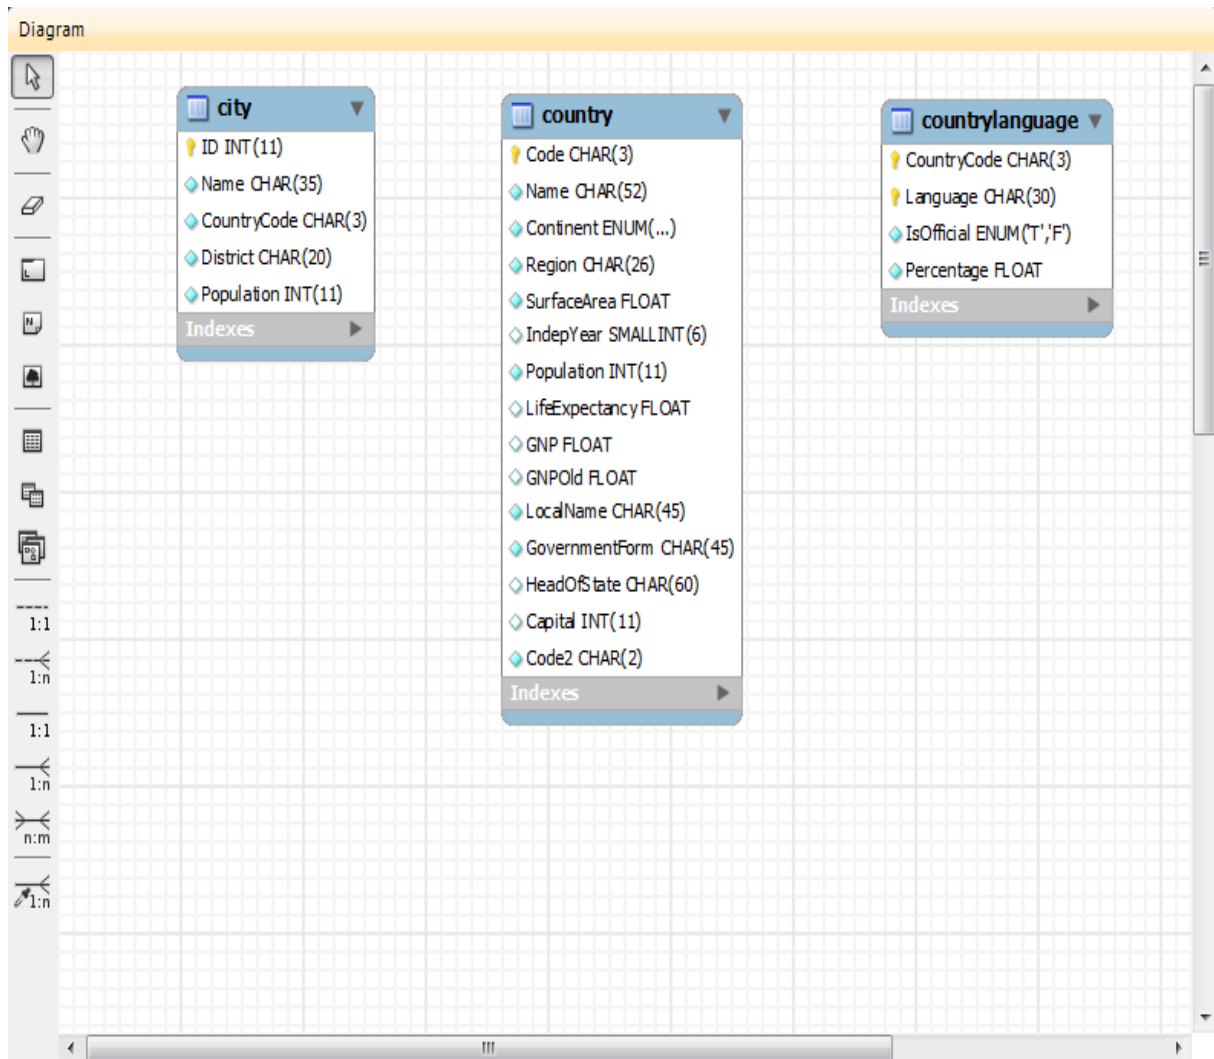 Diagram
city
ID INT(11)
Name CHAR(35)
CountryCode CHAR(3)
District CHAR(20)
Population INT(11)
Indexes
country
Code CHAR(3)
Name CHAR(52)
Continent ENUM(...)
Region CHAR(26)
SurfaceArea FLOAT
IndepYear SMALLINT(6)
Population INT(11)
LifeExpectancy FLOAT
GNP FLOAT
GNPOld FLOAT
LocalName CHAR(45)
GovernmentForm CHAR(45)
HeadOfState CHAR(60)
Capital INT(11)
Code2 CHAR(2)
Indexes
countrylanguage
CountryCode CHAR(3)
Language CHAR(30)
IsOfficial ENUM('T','F')
Percentage FLOAT
Indexes
1:1
1:n
1:1
1:n
n:m
1:n